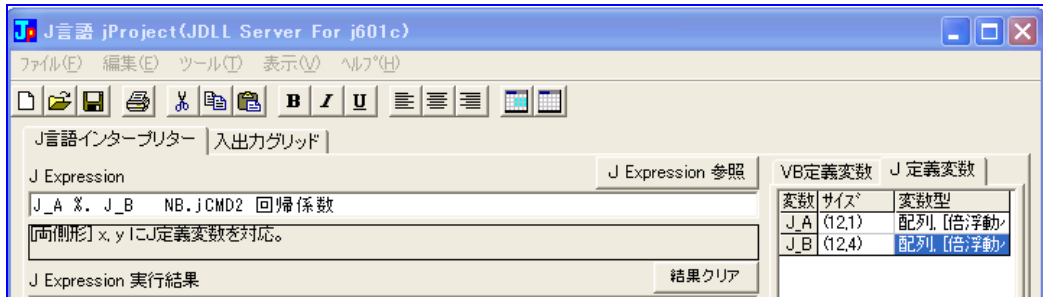 J言語 jProject(JDLL Server For j601c)
ファイル(F) 編集(E) ツール(T) 表示(V) ヘルプ(H)
B I U
J言語インタープリター 入出力グリッド
J Expression
J Expression 参照
J_A %. J_B NB.jCMD2 回帰係数
[両側形] x, y にJ定義変数を対応。
J Expression 実行結果
結果クリア
VB定義変数 J 定義変数
変数 サイズ 変数型
J_A (12,1) 配列, [倍浮動
J_B (12,4) 配列, [倍浮動